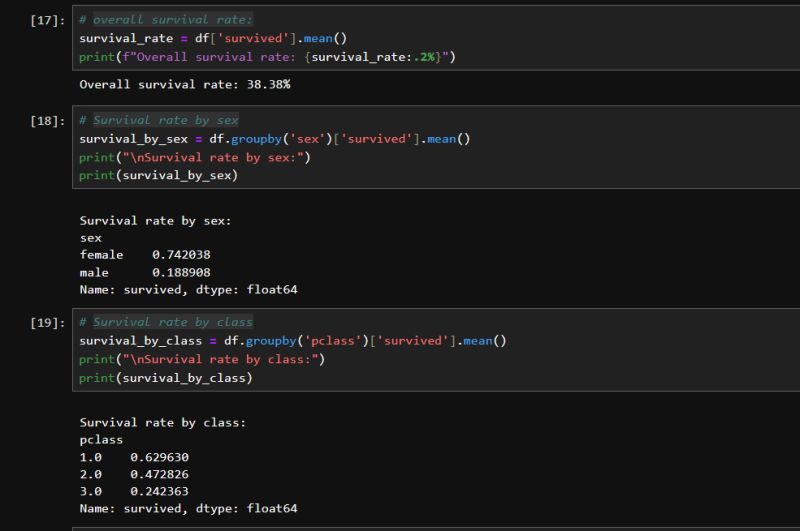 [17]: # overall survival rate:
survival_rate = df['survived'].mean()
print(f"Overall survival rate: {survival_rate:.2%}")
Overall survival rate: 38.38%
[18]: # Survival rate by sex
survival_by_sex = df.groupby('sex')['survived'].mean()
print("\nSurvival rate by sex:")
print(survival_by_sex)
Survival rate by sex:
sex
female    0.742038
male      0.188908
Name: survived, dtype: float64
[19]: # Survival rate by class
survival_by_class = df.groupby('pclass')['survived'].mean()
print("\nSurvival rate by class:")
print(survival_by_class)
Survival rate by class:
pclass
1.0    0.629630
2.0    0.472826
3.0    0.242363
Name: survived, dtype: float64